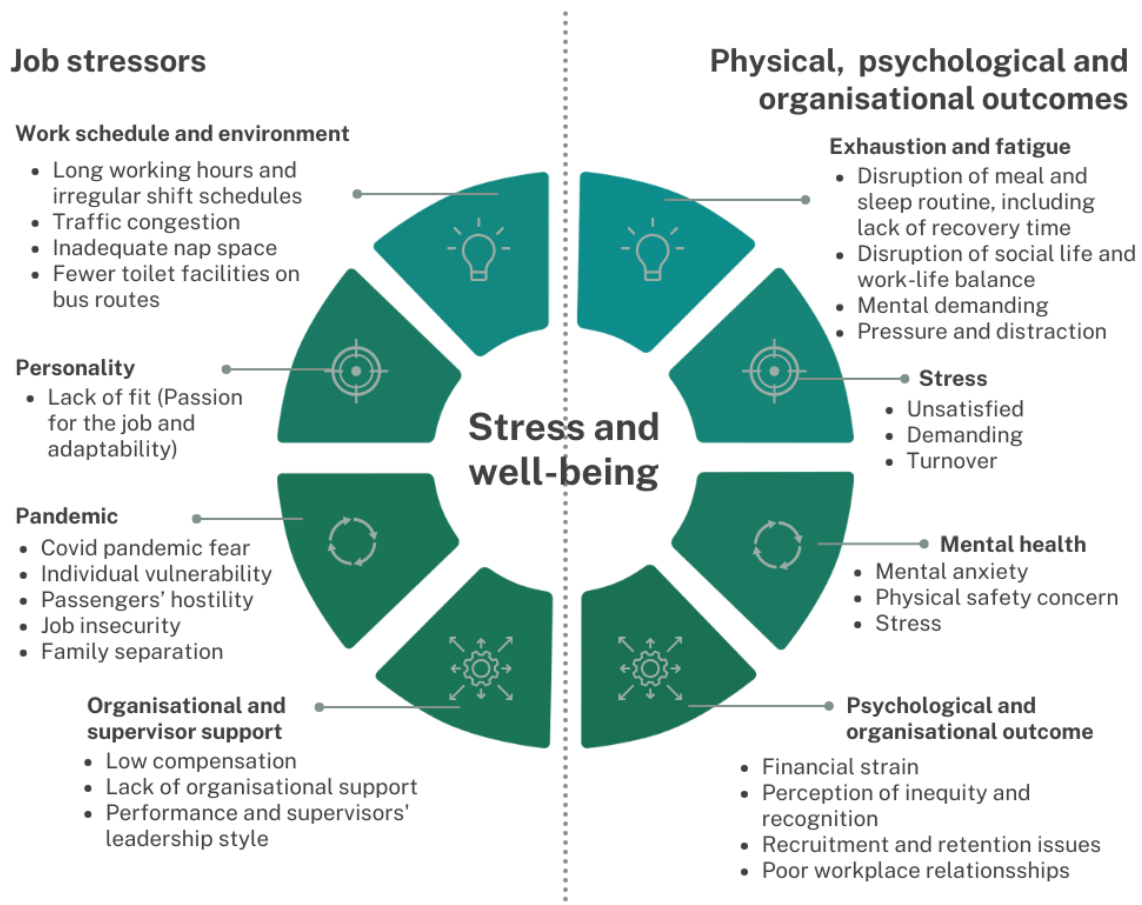 Job stressors
Work schedule and environment
• Long working hours and
irregular shift schedules
• Traffic congestion
• Inadequate nap space
• Fewer toilet facilities on
bus routes
Personality
• Lack of fit (Passion
for the job and
adaptability)
Pandemic
• Covid pandemic fear
• Individual vulnerability
• Passengers' hostility
• Job insecurity
• Family separation
Organisational and
supervisor support
• Low compensation
• Lack of organisational support
• Performance and supervisors'
leadership style
Stress and
well-being
Physical, psychological and
organisational outcomes
Exhaustion and fatigue
• Disruption of meal and
sleep routine, including
lack of recovery time
• Disruption of social life and
work-life balance
• Mental demanding
• Pressure and distraction
Stress
• Unsatisfied
• Demanding
• Turnover
Mental health
• Mental anxiety
• Physical safety concern
• Stress
Psychological and
organisational outcome
• Financial strain
• Perception of inequity and
recognition
• Recruitment and retention issues
• Poor workplace relationsships